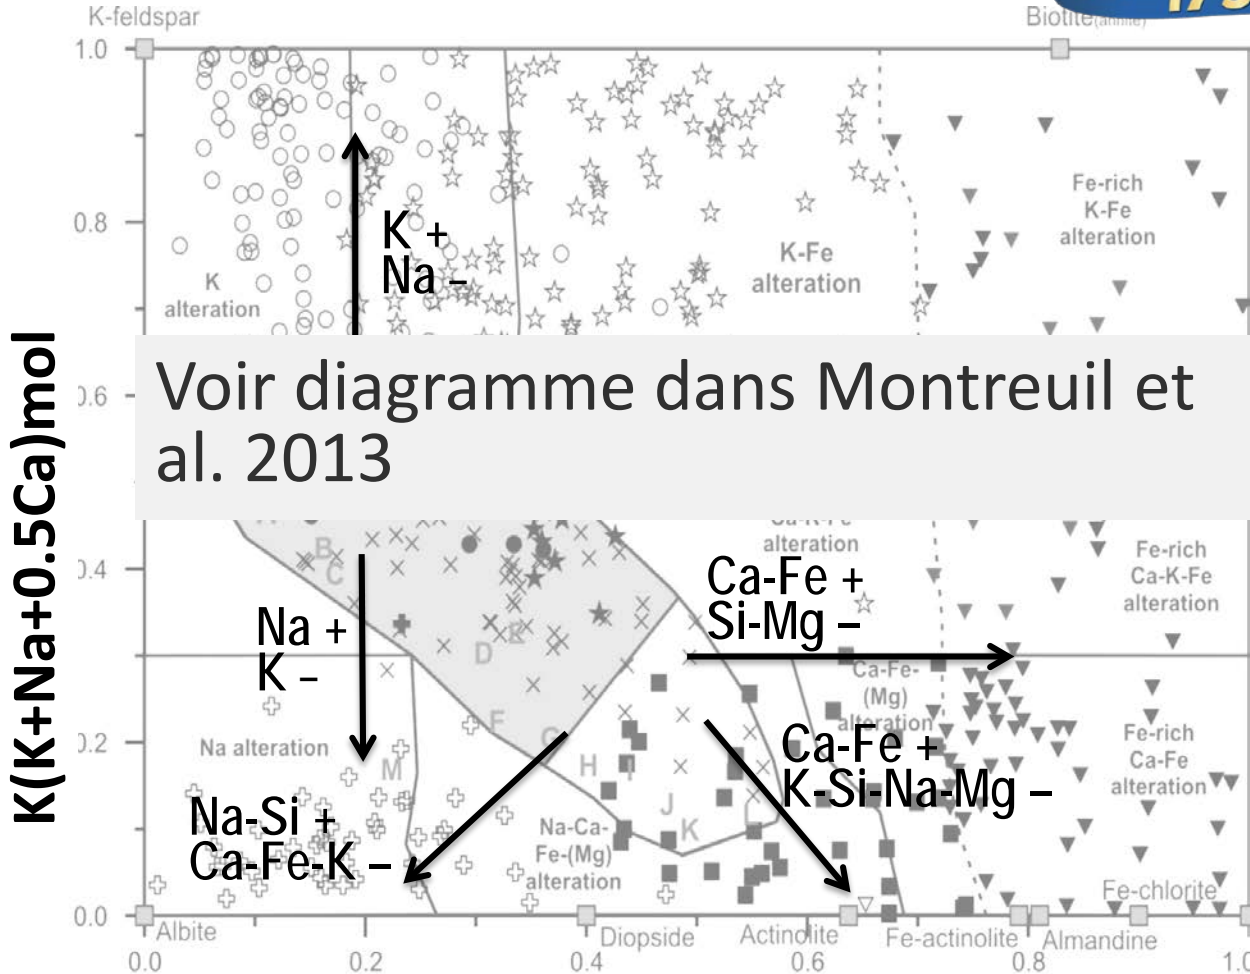 K-feldspar
Biotite(annite)
1.0
K +
Na –
Fe-rich
K-Fe
alteration
0.8
K
alteration
K-Fe
alteration
K(K+Na+0.5Ca)mol
Voir diagramme dans Montreuil et
al. 2013
0.6
alteration
Fe-rich
Ca-K-Fe
alteration
B
C
0.4
Ca-Fe +
Si-Mg –
Na +
K –
D
E
Ca-Fe-
(Mg)
alteration
F
G
0.2
Na alteration
M
H
I
J
K
L
Ca-Fe +
K-Si-Na-Mg –
Fe-rich
Ca-Fe
alteration
Na-Si +
Ca-Fe-K –
Na-Ca-
Fe-(Mg)
alteration
Fe-chlorite
0.0
Albite
Diopside
Actinolite
Fe-actinolite
Almandine
0.0
0.2
0.4
0.6
0.8
1.0